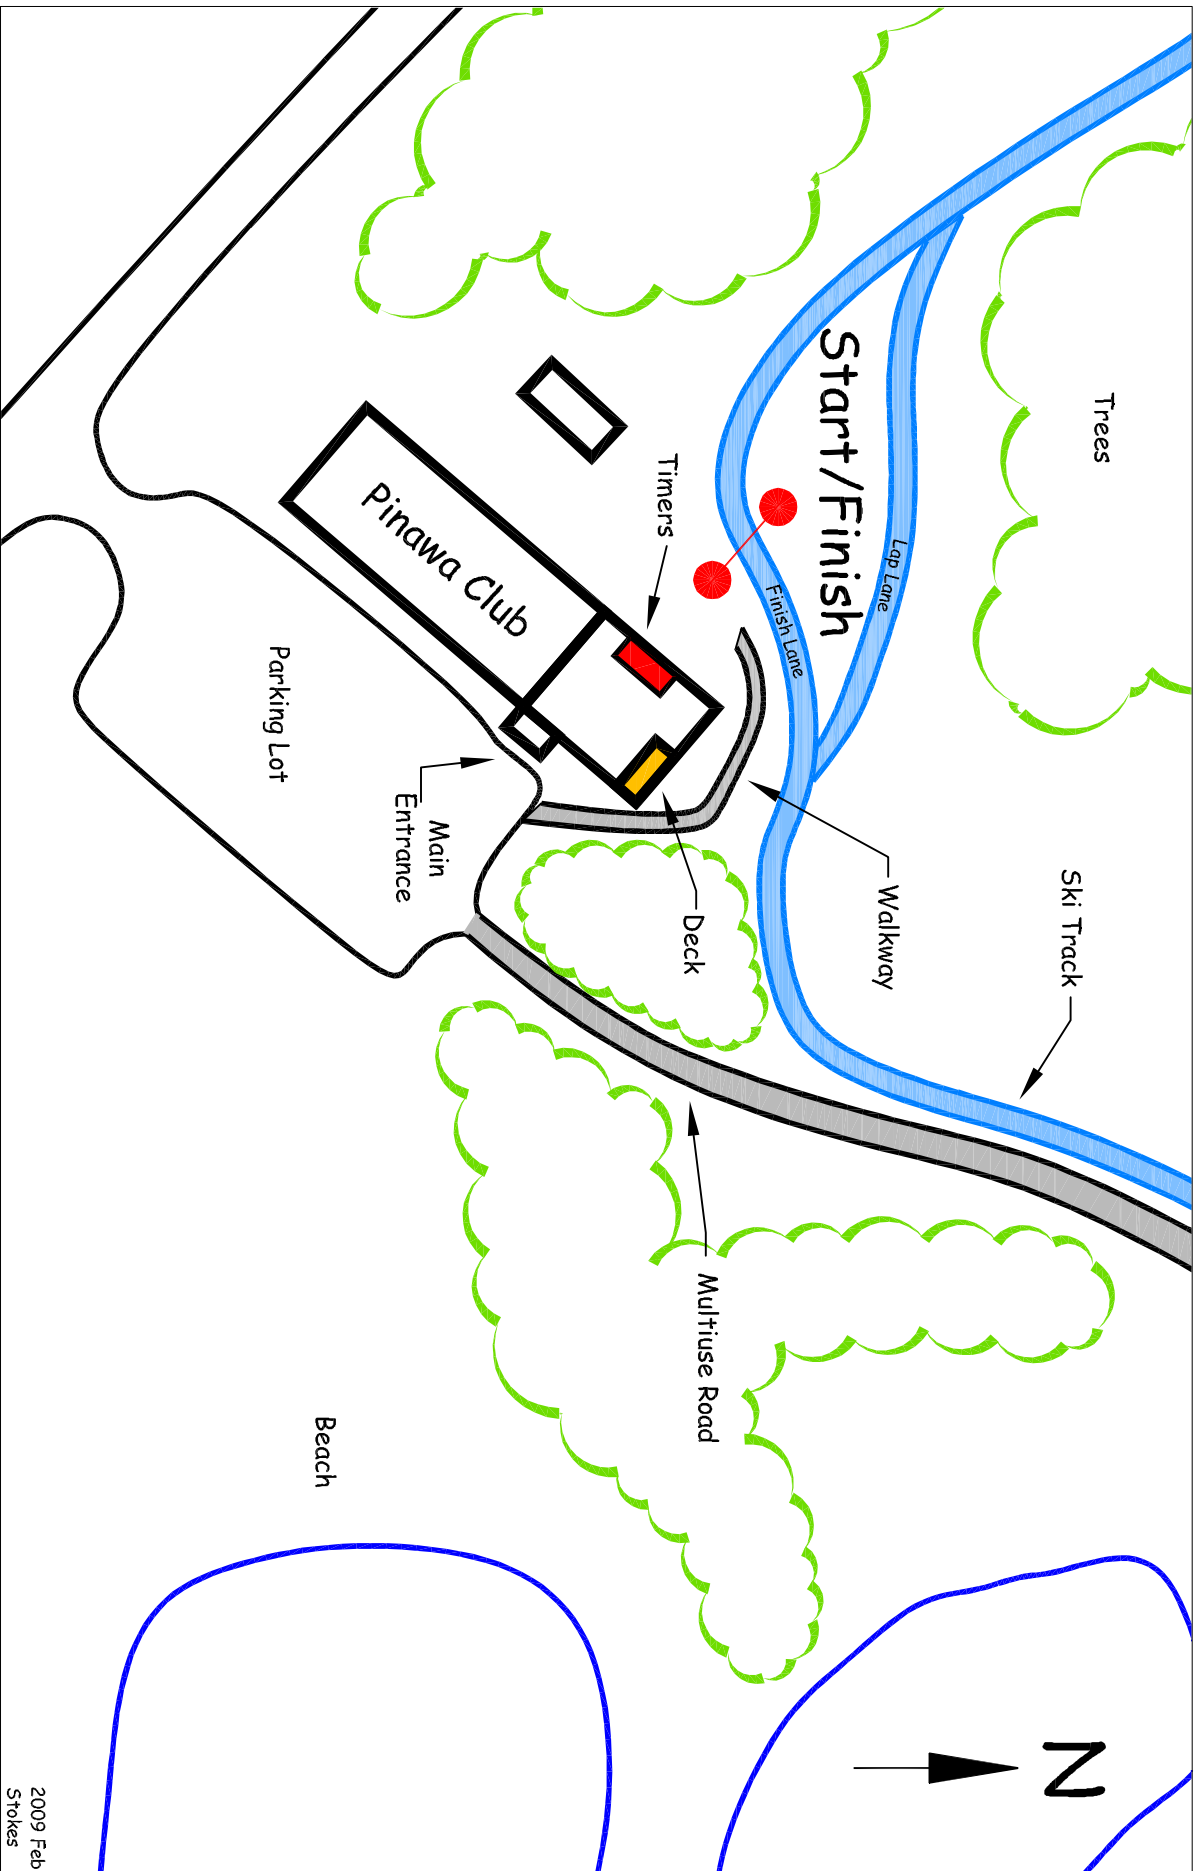 N
Trees
Ski Track
Start/Finish
Lap Lane
Finish Lane
Walkway
Timers
Deck
Multiuse Road
Pinawa Club
Main
Entrance
Parking Lot
Beach
2009 Feb
Stokes